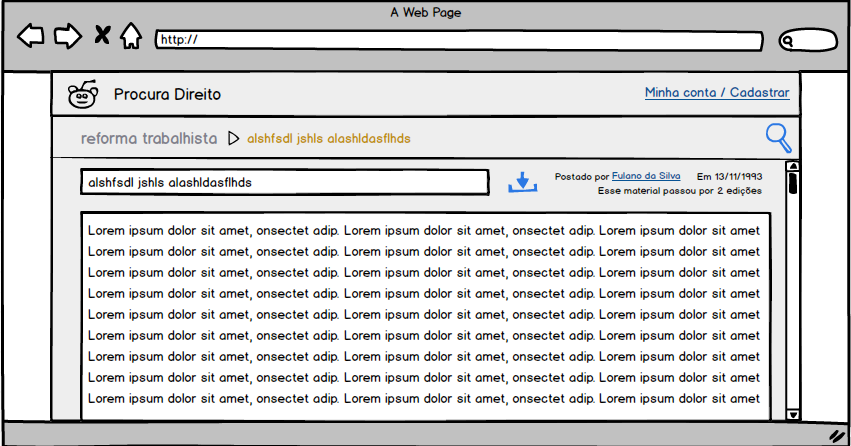 A Web Page
http://
Procura Direito
Minha conta / Cadastrar
reforma trabalhista
alshfsdl jshls alashldasflhds
alshfsdl jshls alashldasflhds
Postado por Fulano da Silva Em 13/11/1993
Esse material passou por 2 edições
Lorem ipsum dolor sit amet, onsectet adip. Lorem ipsum dolor sit amet, onsectet adip. Lorem ipsum dolor sit amet
Lorem ipsum dolor sit amet, onsectet adip. Lorem ipsum dolor sit amet, onsectet adip. Lorem ipsum dolor sit amet
Lorem ipsum dolor sit amet, onsectet adip. Lorem ipsum dolor sit amet, onsectet adip. Lorem ipsum dolor sit amet
Lorem ipsum dolor sit amet, onsectet adip. Lorem ipsum dolor sit amet, onsectet adip. Lorem ipsum dolor sit amet
Lorem ipsum dolor sit amet, onsectet adip. Lorem ipsum dolor sit amet, onsectet adip. Lorem ipsum dolor sit amet
Lorem ipsum dolor sit amet, onsectet adip. Lorem ipsum dolor sit amet, onsectet adip. Lorem ipsum dolor sit amet
Lorem ipsum dolor sit amet, onsectet adip. Lorem ipsum dolor sit amet, onsectet adip. Lorem ipsum dolor sit amet
Lorem ipsum dolor sit amet, onsectet adip. Lorem ipsum dolor sit amet, onsectet adip. Lorem ipsum dolor sit amet
Lorem ipsum dolor sit amet, onsectet adip. Lorem ipsum dolor sit amet, onsectet adip. Lorem ipsum dolor sit amet